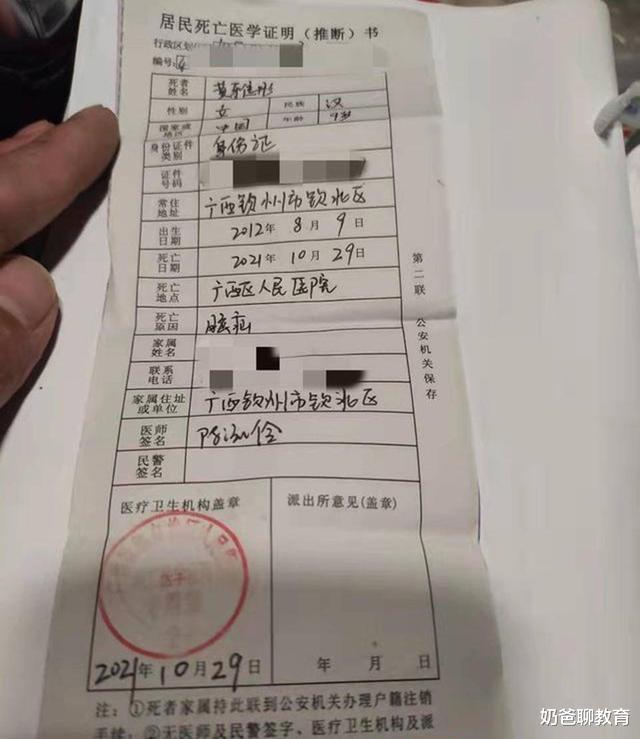 居民死亡医学证明（推断）书
行政区划
编号
死者姓名
性别 女 民族 汉
国家或地区 中国 年龄 9岁
身份证件类别 身份证
证件号码
常住地址 广西钦州市钦北区
出生日期 2012年 8月 9日
死亡日期 2021年 10月 29日
死亡地点 广西区人民医院
死亡原因 脑疝
家属姓名
联系电话
家属住址或单位 广西钦州市钦北区
医师签名
民警签名
医疗卫生机构盖章 派出所意见(盖章)
2021年10月29日 年 月 日
注：①死者家属持此联到公安机关办理户籍注销
手续；②无医师及民警签字、医疗卫生机构及派
第二联 公安机关保存
奶爸聊教育